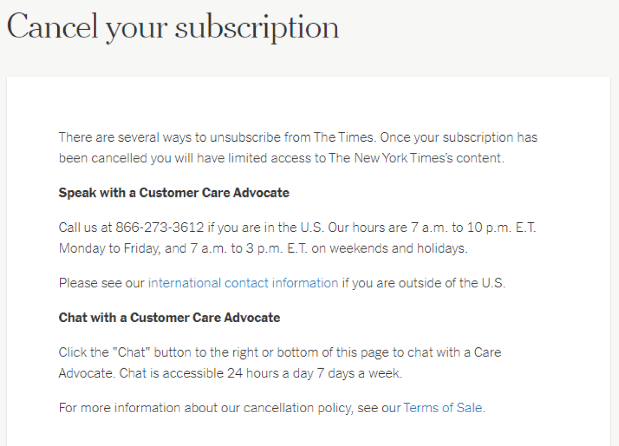 Cancel your subscription
There are several ways to unsubscribe from The Times. Once your subscription has
been cancelled you will have limited access to The New York Times's content.
Speak with a Customer Care Advocate
Call us at 866-273-3612 if you are in the U.S. Our hours are 7 a.m. to 10 p.m. E.T.
Monday to Friday, and 7 a.m. to 3 p.m. E.T. on weekends and holidays.
Please see our international contact information if you are outside of the U.S.
Chat with a Customer Care Advocate
Click the "Chat" button to the right or bottom of this page to chat with a Care
Advocate. Chat is accessible 24 hours a day 7 days a week.
For more information about our cancellation policy, see our Terms of Sale.